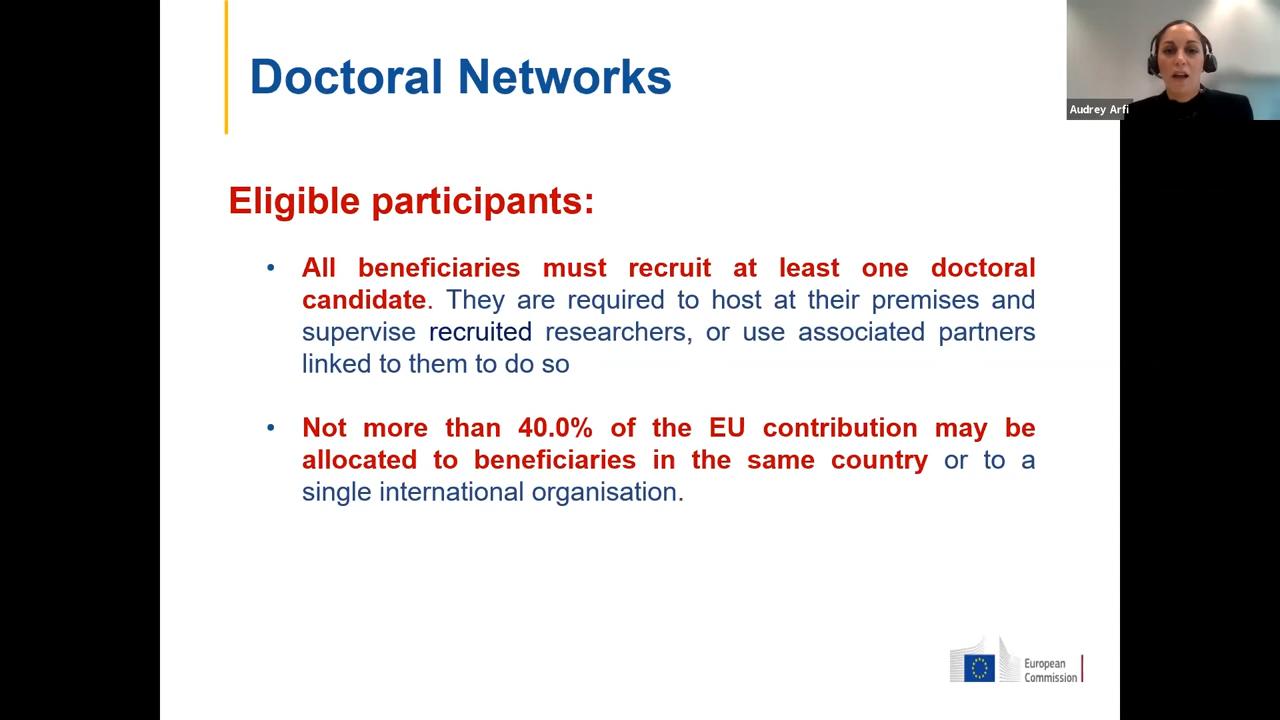 Doctoral Networks
Audrey Arfi
Eligible participants:
• All beneficiaries must recruit at least one doctoral
candidate. They are required to host at their premises and
supervise recruited researchers, or use associated partners
linked to them to do so
• Not more than 40.0% of the EU contribution may be
allocated to beneficiaries in the same country or to a
single international organisation.
European
Commission